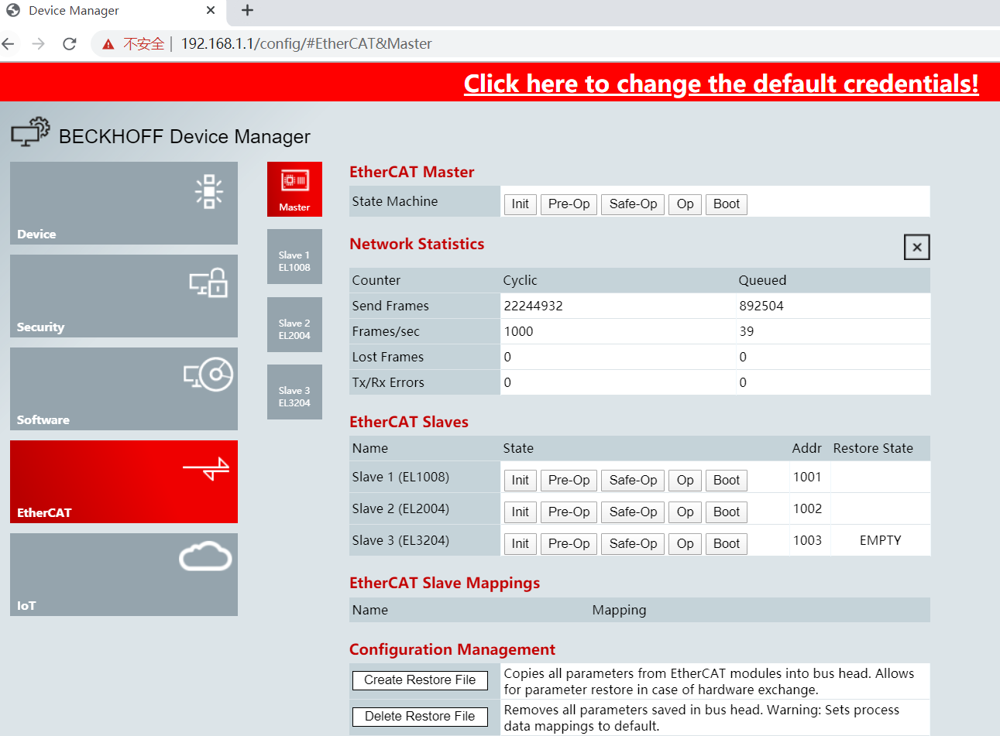 Device Manager
不安全 192.168.1.1/config/#EtherCAT&Master
Click here to change the default credentials!
BECKHOFF Device Manager
Device
Security
Software
EtherCAT
IoT
Master
Slave 1
EL1008
Slave 2
EL2004
Slave 3
EL3204
EtherCAT Master
State Machine Init Pre-Op Safe-Op Op Boot
Network Statistics
Counter Cyclic Queued
Send Frames 22244932 892504
Frames/sec 1000 39
Lost Frames 0 0
Tx/Rx Errors 0 0
EtherCAT Slaves
Name State Addr Restore State
Slave 1 (EL1008) Init Pre-Op Safe-Op Op Boot 1001
Slave 2 (EL2004) Init Pre-Op Safe-Op Op Boot 1002
Slave 3 (EL3204) Init Pre-Op Safe-Op Op Boot 1003 EMPTY
EtherCAT Slave Mappings
Name Mapping
Configuration Management
Create Restore File
Copies all parameters from EtherCAT modules into bus head. Allows
for parameter restore in case of hardware exchange.
Delete Restore File
Removes all parameters saved in bus head. Warning: Sets process
data mappings to default.